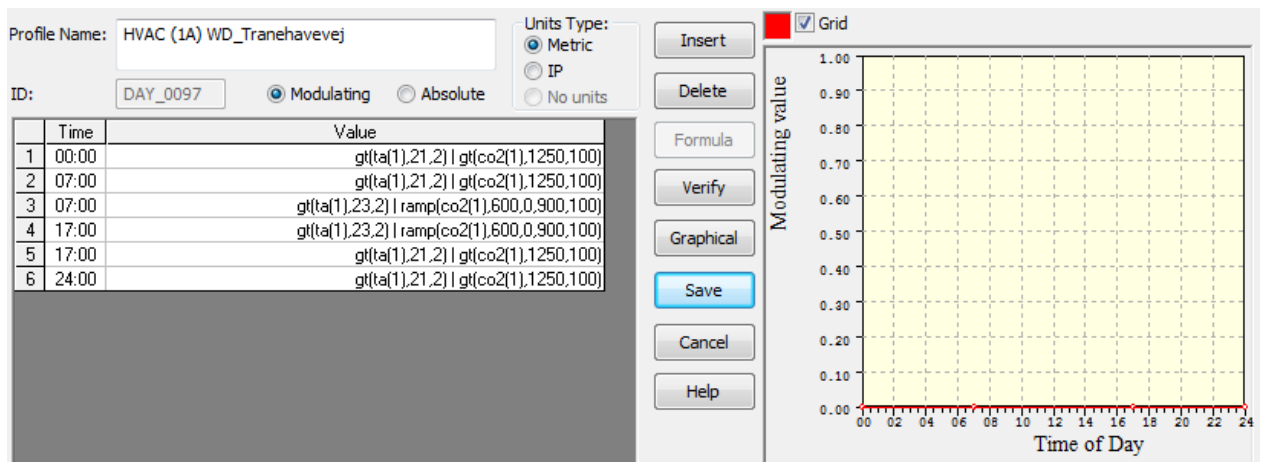 Profile Name: HVAC (1A) WD_Tranehavevej
Units Type:
Metric
IP
No units
ID: DAY_0097 Modulating Absolute
Time Value
1 00:00 gt(ta(1),21,2) | gt(co2(1),1250,100)
2 07:00 gt(ta(1),21,2) | gt(co2(1),1250,100)
3 07:00 gt(ta(1),23,2) | ramp(co2(1),600,0,900,100)
4 17:00 gt(ta(1),23,2) | ramp(co2(1),600,0,900,100)
5 17:00 gt(ta(1),21,2) | gt(co2(1),1250,100)
6 24:00 gt(ta(1),21,2) | gt(co2(1),1250,100)
Insert
Delete
Formula
Verify
Graphical
Save
Cancel
Help
Grid
Modulating value
1.00
0.90
0.80
0.70
0.60
0.50
0.40
0.30
0.20
0.10
0.00
00 02 04 06 08 10 12 14 16 18 20 22 24
Time of Day